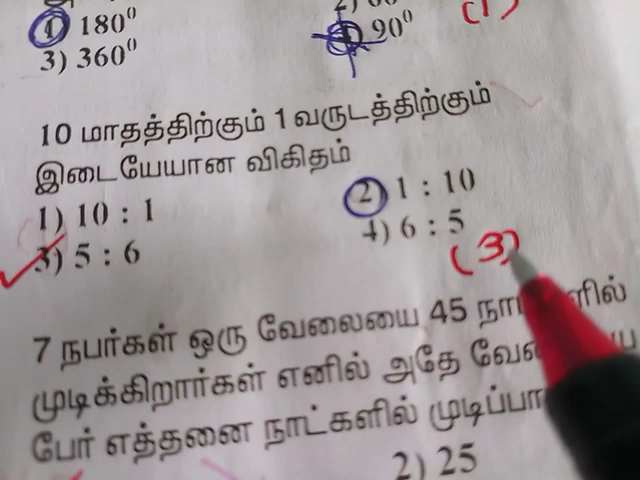 1) 180⁰
90⁰ (1)
3) 360⁰
10 மாதத்திற்கும் 1 வருடத்திற்கும்
இடையேயான விகிதம்
1) 10 : 1 2) 1 : 10
3) 5 : 6 4) 6 : 5
(3)
7 நபர்கள் ஒரு வேலையை 45 நாட்களில்
முடிக்கிறார்கள் எனில் அதே
பேர் எத்தனை நாட்களில்
2) 25